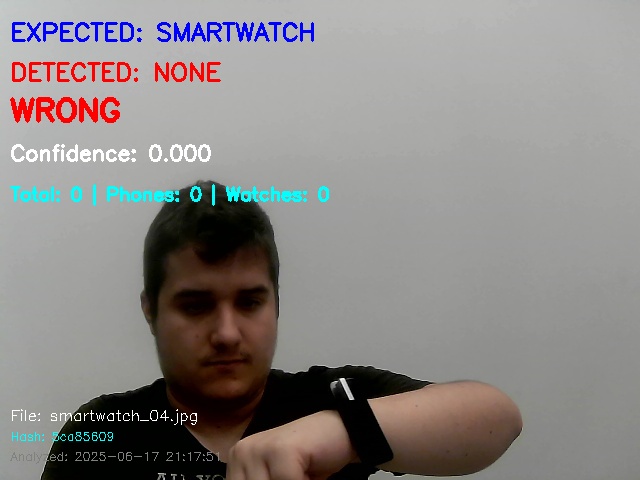 EXPECTED: SMARTWATCH
DETECTED: NONE
WRONG
Confidence: 0.000
Total: 0 | Phones: 0 | Watches: 0
File: smartwatch_04.jpg
Hash: 5ca85609
Analyzed: 2025-06-17 21:17:51